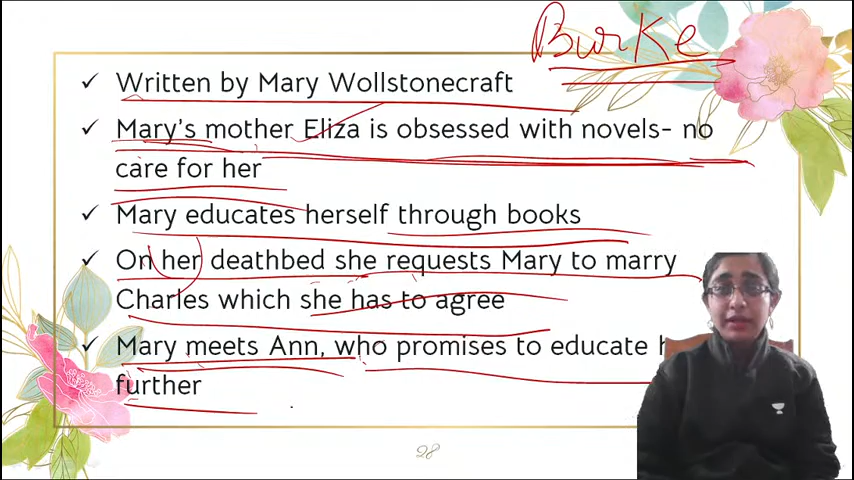 Burke
✓ Written by Mary Wollstonecraft
✓ Mary's mother Eliza is obsessed with novels- no
care for her
✓ Mary educates herself through books
✓ On her deathbed she requests Mary to marry
Charles which she has to agree
✓ Mary meets Ann, who promises to educate
further
28